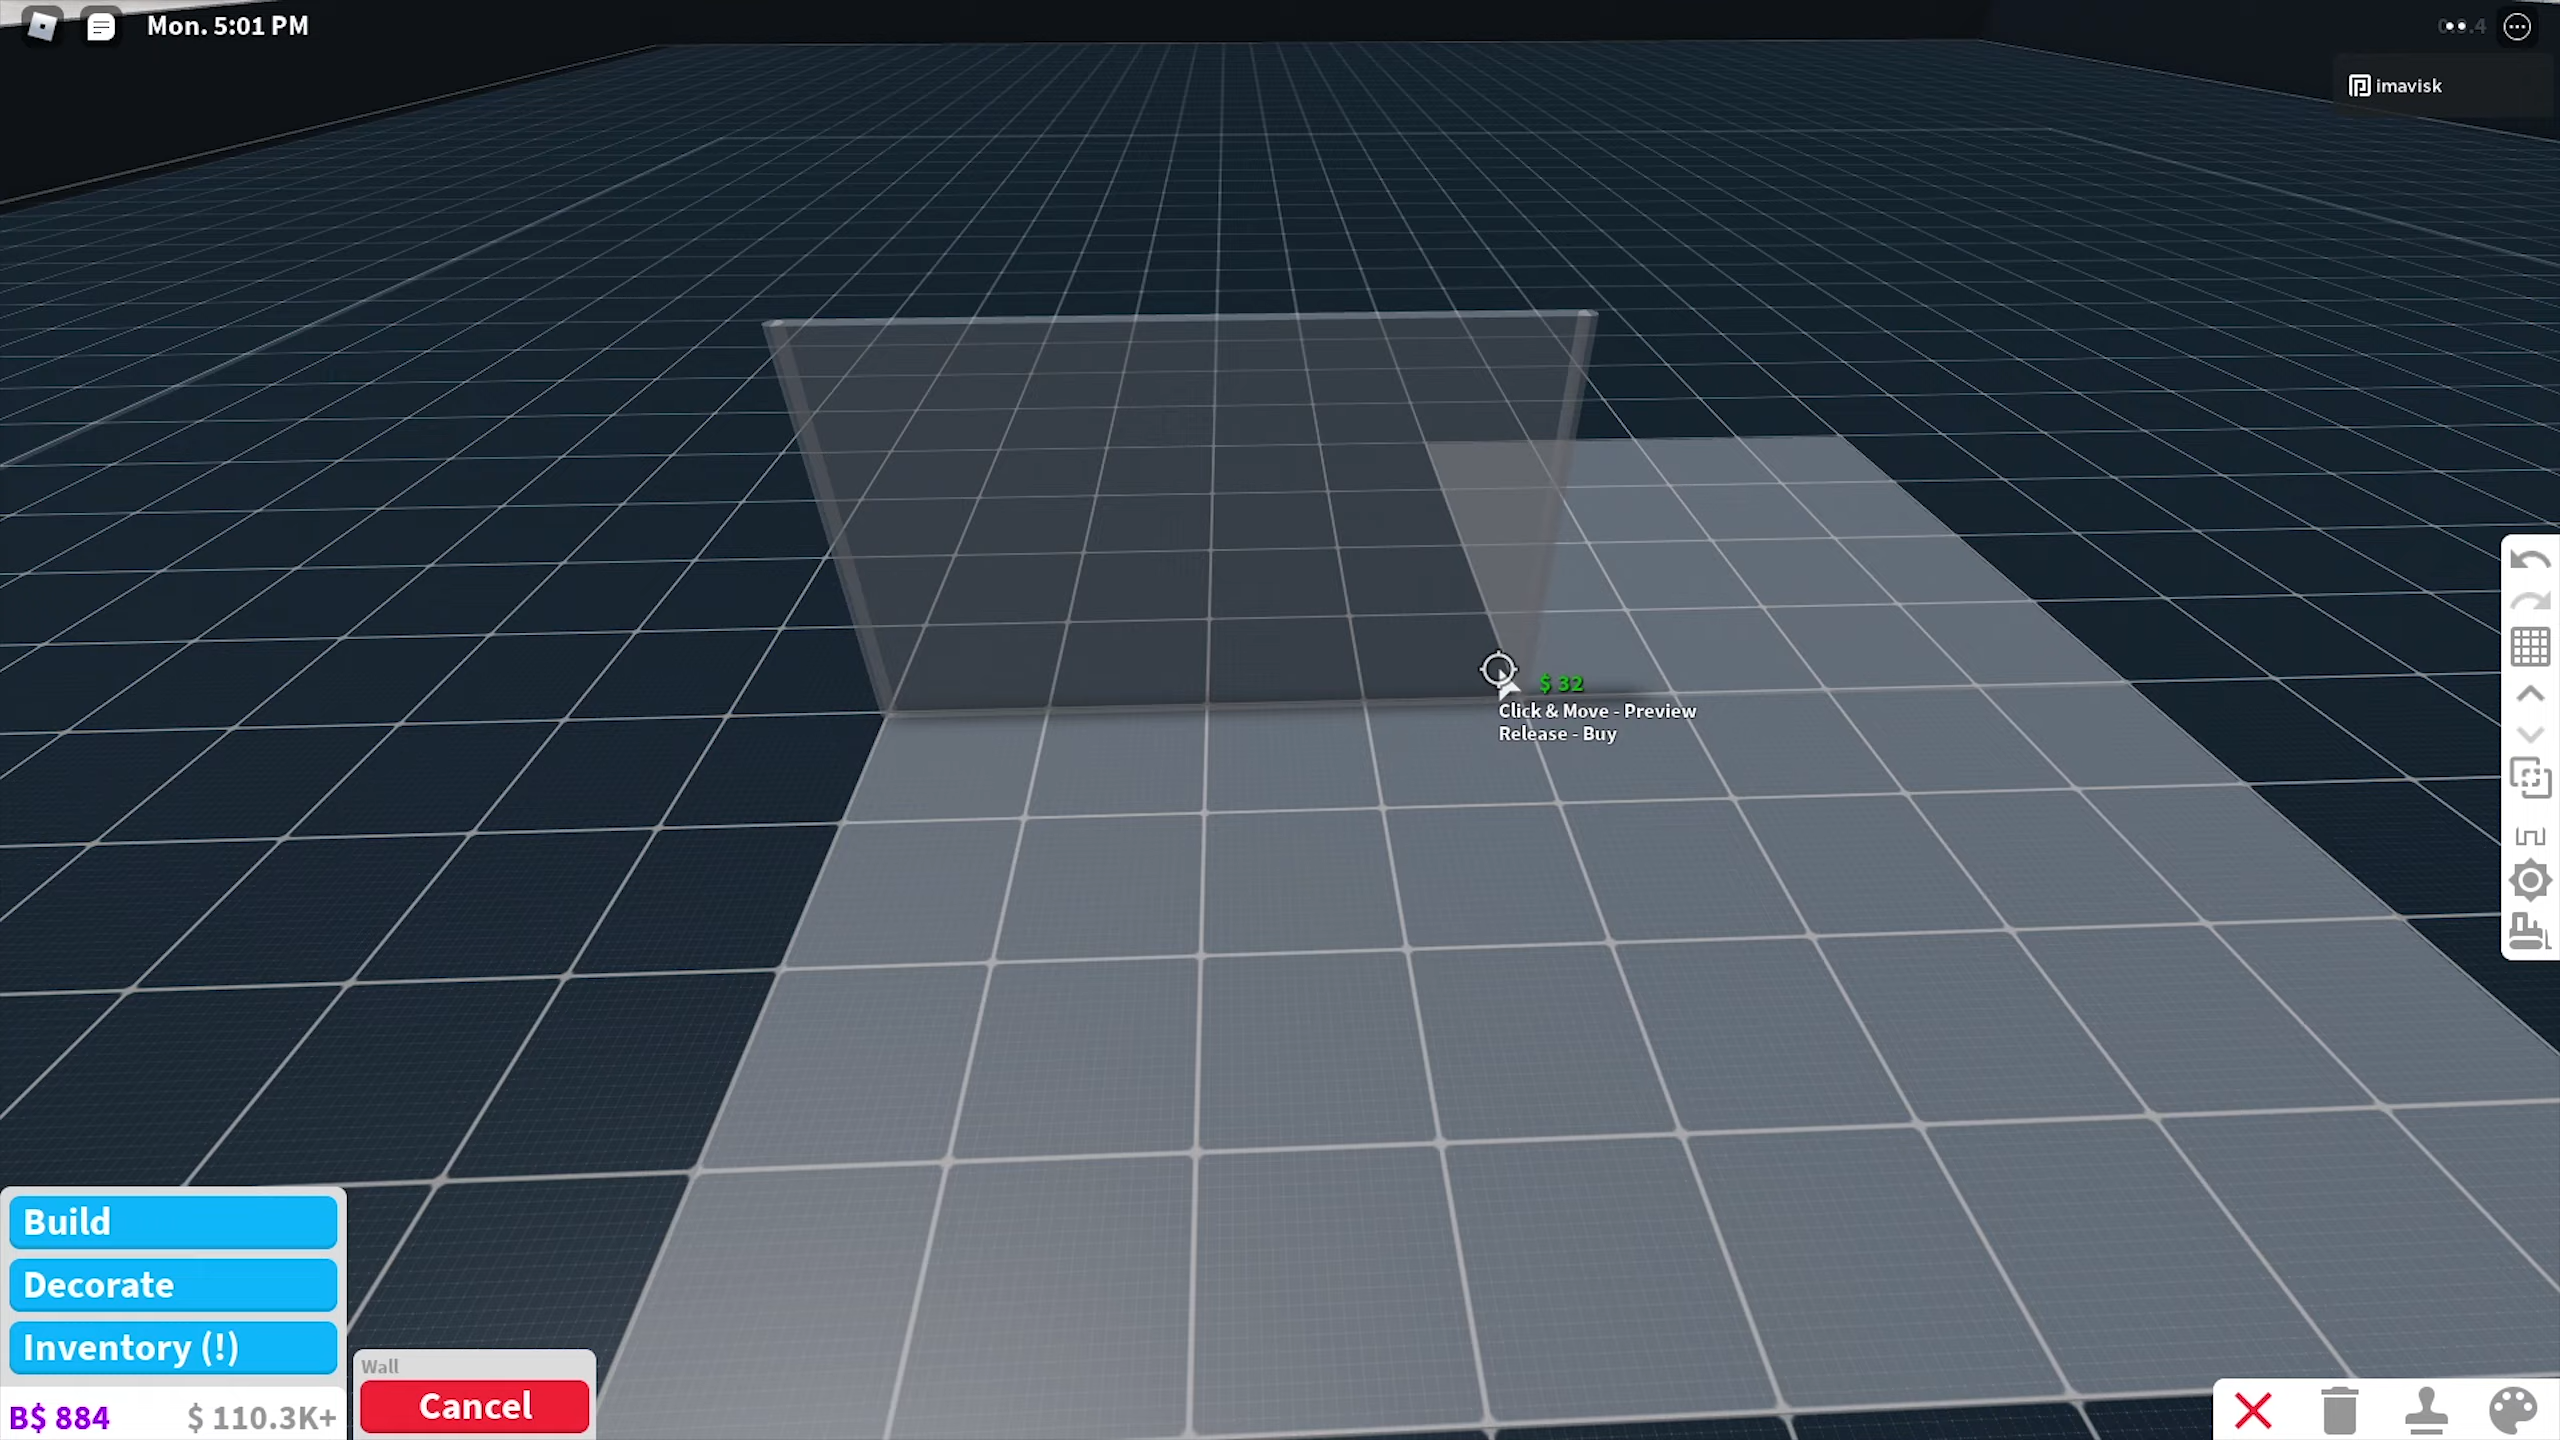 Mon. 5:01 PM
imavisk
$ 32
Click & Move - Preview
Release - Buy
Build
Decorate
Inventory (!)
B$ 884
$ 110.3K+
Wall
Cancel